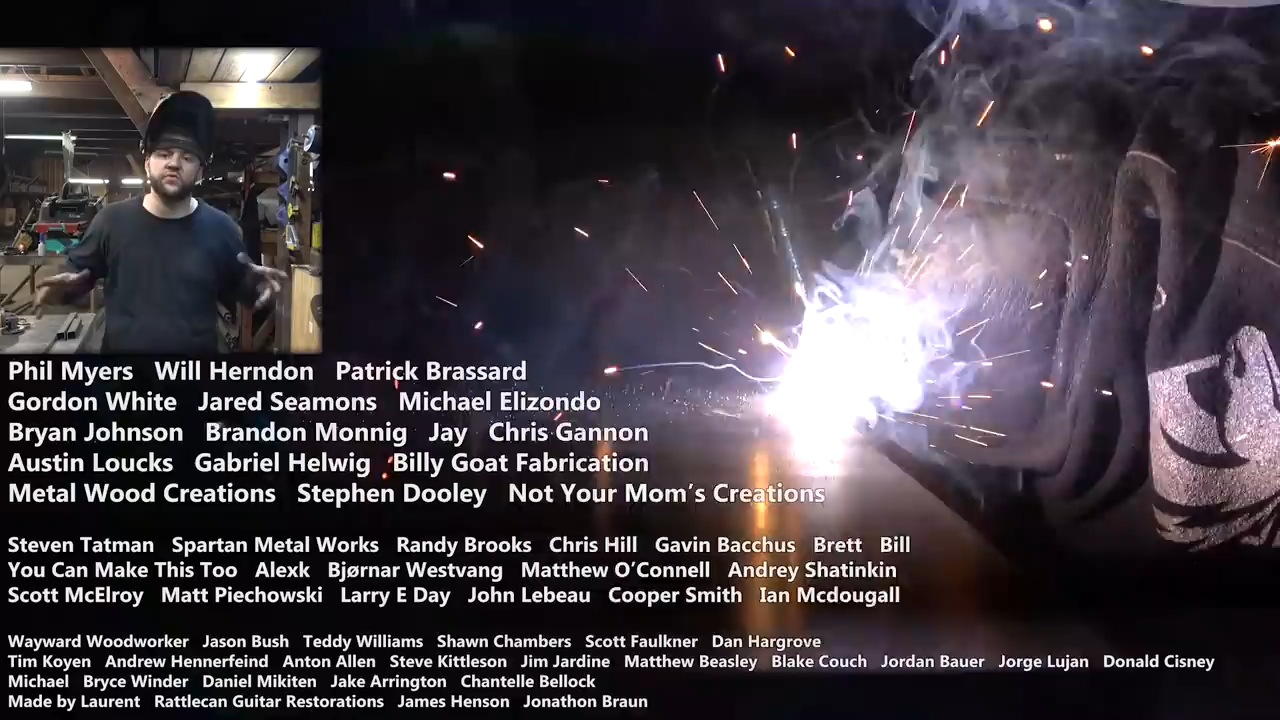 Phil Myers Will Herndon Patrick Brassard
Gordon White Jared Seamons Michael Elizondo
Bryan Johnson Brandon Monnig Jay Chris Gannon
Austin Loucks Gabriel Helwig Billy Goat Fabrication
Metal Wood Creations Stephen Dooley Not Your Mom's Creations
Steven Tatman Spartan Metal Works Randy Brooks Chris Hill Gavin Bacchus Brett Bill
You Can Make This Too Alexk Bjørnar Westvang Matthew O'Connell Andrey Shatinkin
Scott McElroy Matt Piechowski Larry E Day John Lebeau Cooper Smith Ian Mcdougall
Wayward Woodworker Jason Bush Teddy Williams Shawn Chambers Scott Faulkner Dan Hargrove
Tim Koyen Andrew Hennerfeind Anton Allen Steve Kittleson Jim Jardine Matthew Beasley Blake Couch Jordan Bauer Jorge Lujan Donald Cisney
Michael Bryce Winder Daniel Mikiten Jake Arrington Chantelle Bellock
Made by Laurent Rattlecan Guitar Restorations James Henson Jonathon Braun